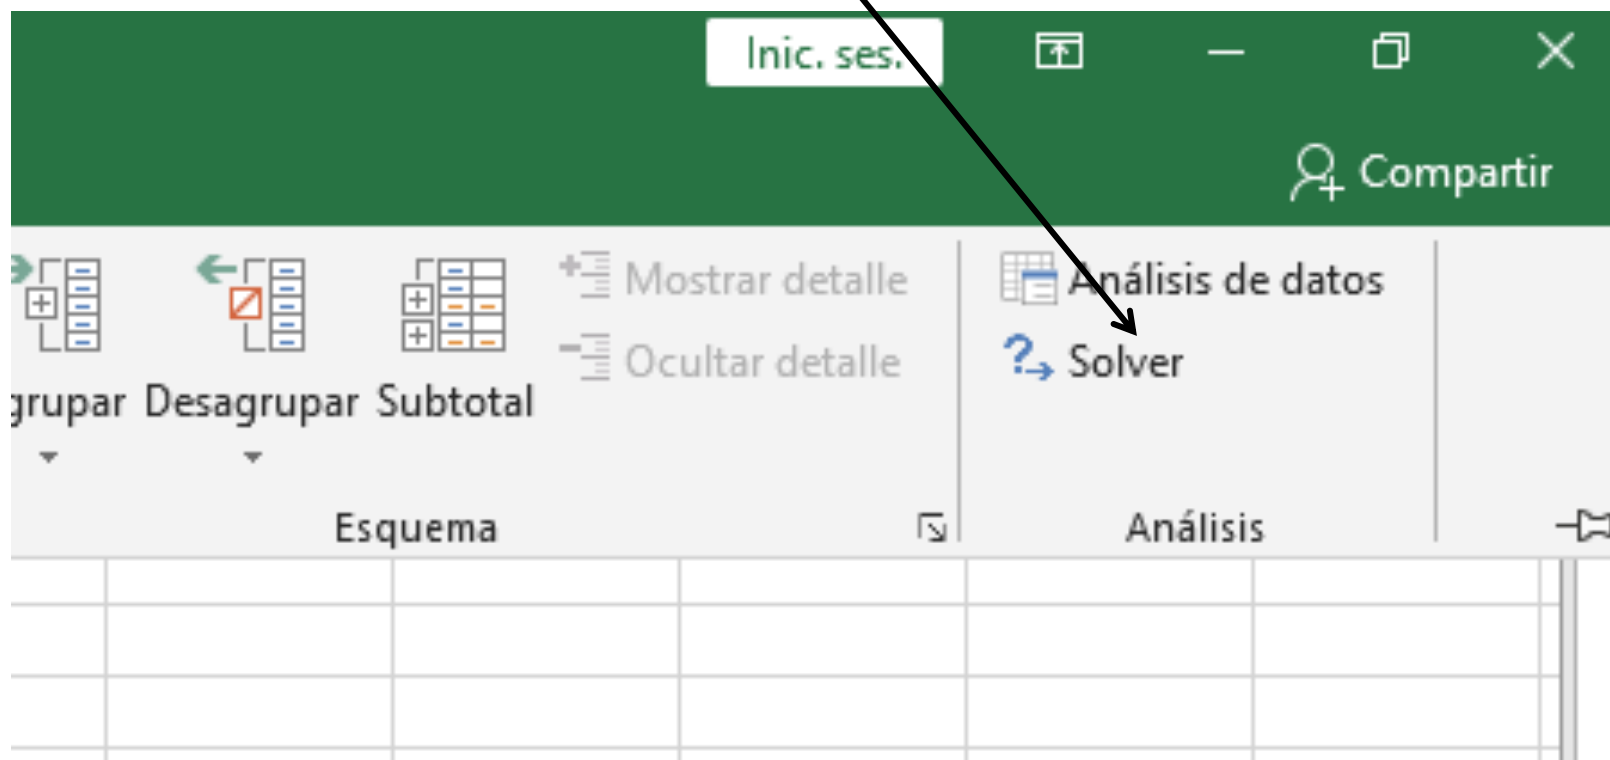 Inic. ses.
Compartir
Mostrar detalle
Análisis de datos
Ocultar detalle
Solver
grupar Desagrupar Subtotal
Esquema
Análisis